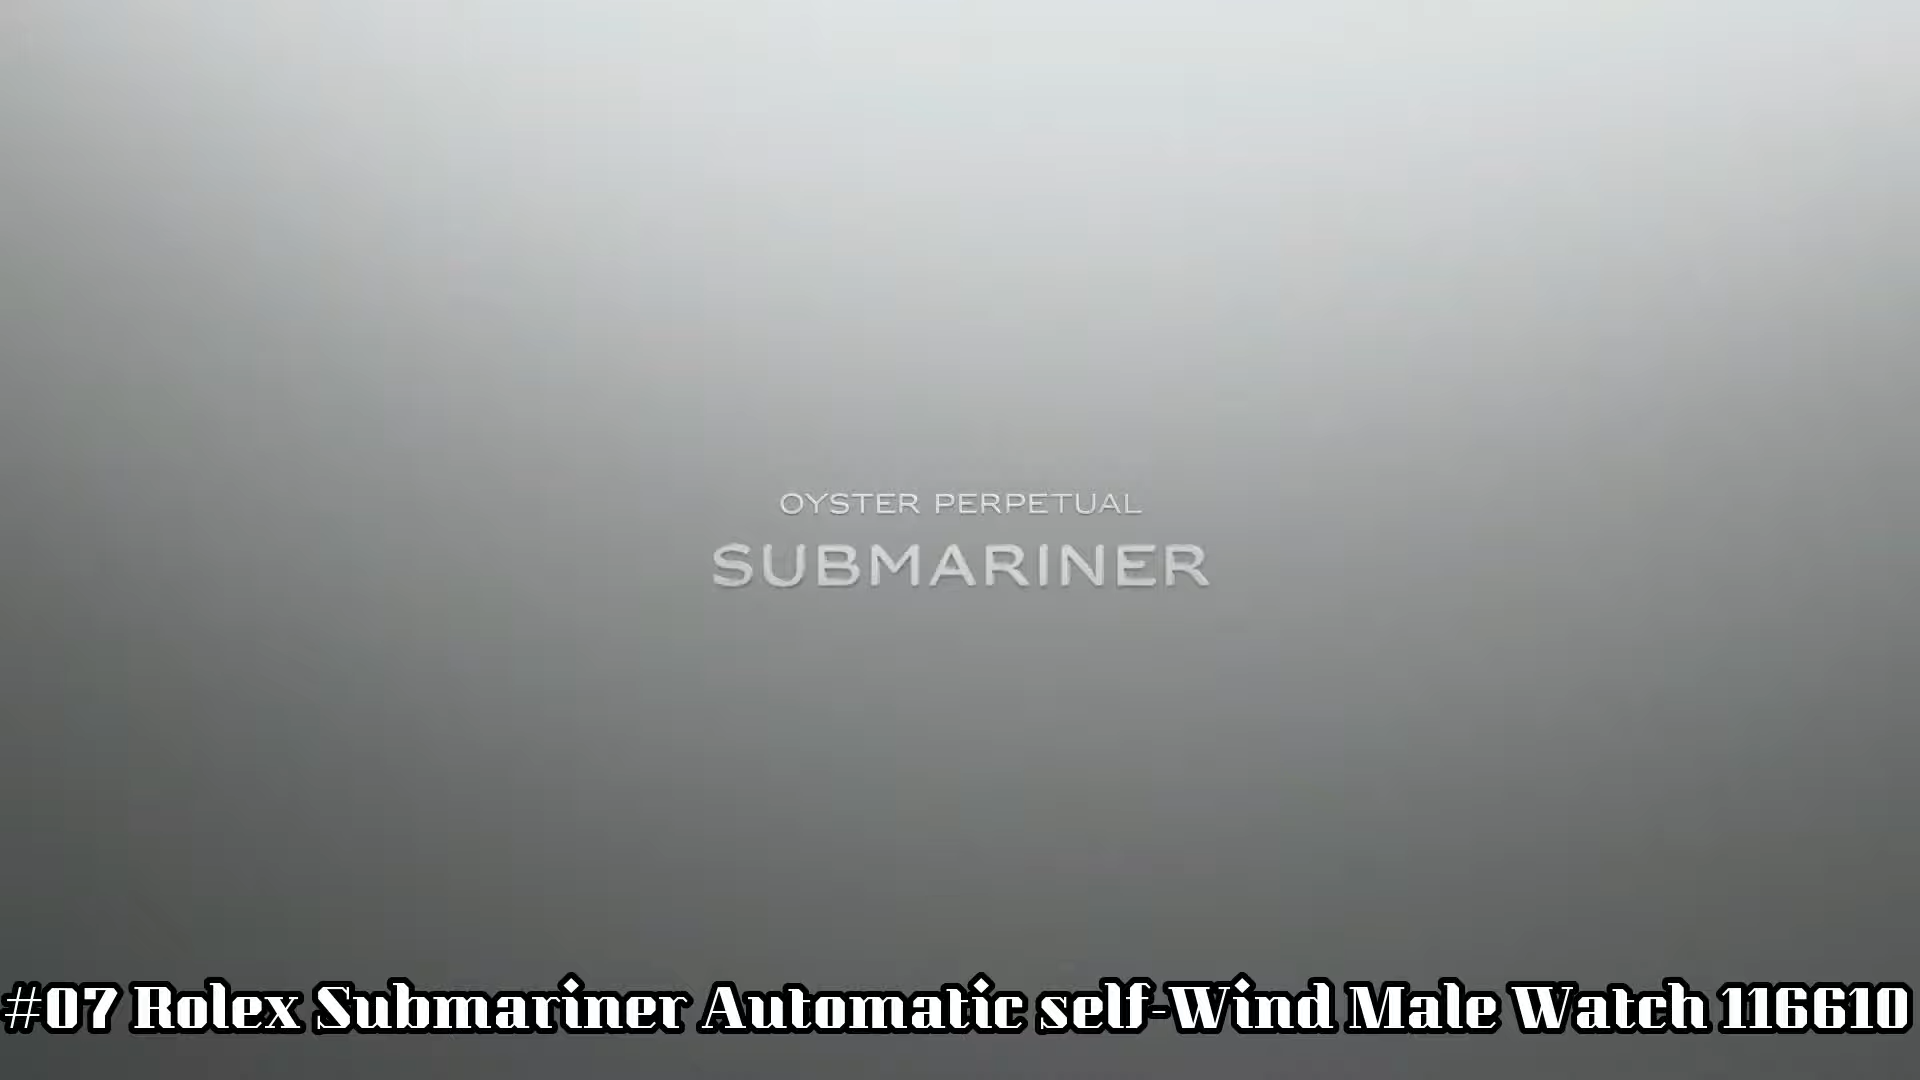 OYSTER PERPETUAL
SUBMARINER
#07 Rolex Submariner Automatic self-Wind Male Watch 116610